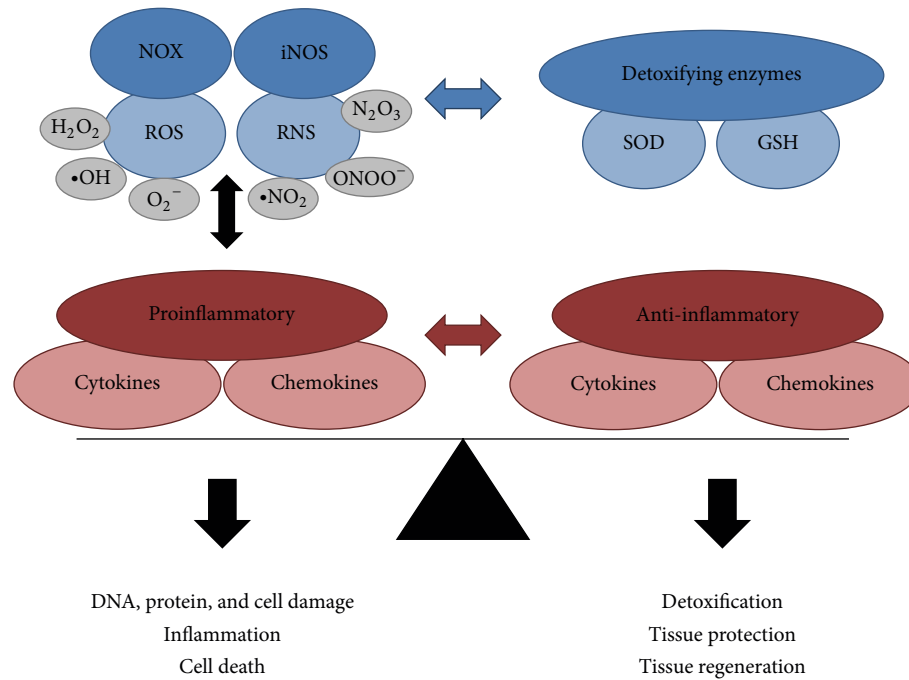 NOX
iNOS
Detoxifying enzymes
H₂O₂
ROS
RNS
N₂O₃
SOD
GSH
•OH
O₂⁻
•NO₂
ONOO⁻
Proinflammatory
Anti-inflammatory
Cytokines
Chemokines
Cytokines
Chemokines
DNA, protein, and cell damage
Inflammation
Cell death
Detoxification
Tissue protection
Tissue regeneration